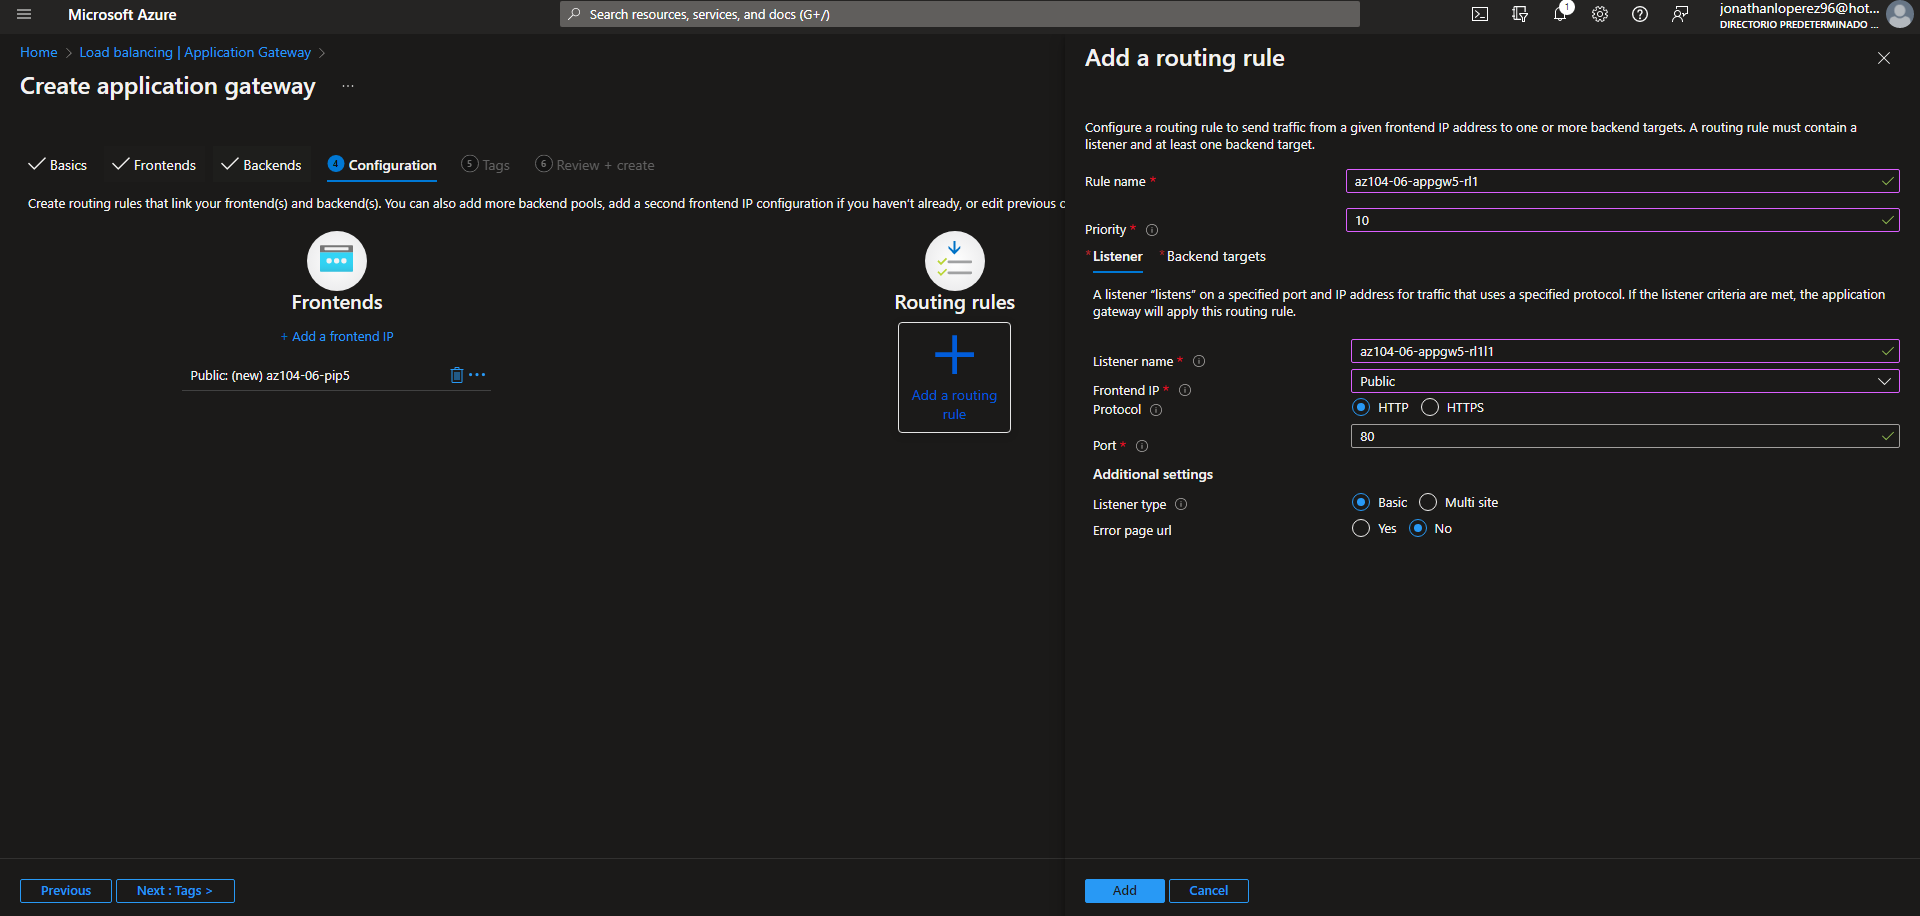 Microsoft Azure
Search resources, services, and docs (G+/)
1
jonathanloperez96@hot...
DIRECTORIO PREDETERMINADO ...
Home > Load balancing | Application Gateway >
Create application gateway ...
Basics
Frontends
Backends
4 Configuration
5 Tags
6 Review + create
Create routing rules that link your frontend(s) and backend(s). You can also add more backend pools, add a second frontend IP configuration if you haven't already, or edit previous c
Frontends
+ Add a frontend IP
Public: (new) az104-06-pip5
Routing rules
Add a routing
rule
Previous
Next : Tags >
Add a routing rule
Configure a routing rule to send traffic from a given frontend IP address to one or more backend targets. A routing rule must contain a
listener and at least one backend target.
Rule name *
az104-06-appgw5-rl1
Priority *
10
* Listener
* Backend targets
A listener “listens” on a specified port and IP address for traffic that uses a specified protocol. If the listener criteria are met, the application
gateway will apply this routing rule.
Listener name *
az104-06-appgw5-rl1l1
Frontend IP *
Public
Protocol
HTTP
HTTPS
Port *
80
Additional settings
Listener type
Basic
Multi site
Error page url
Yes
No
Add
Cancel